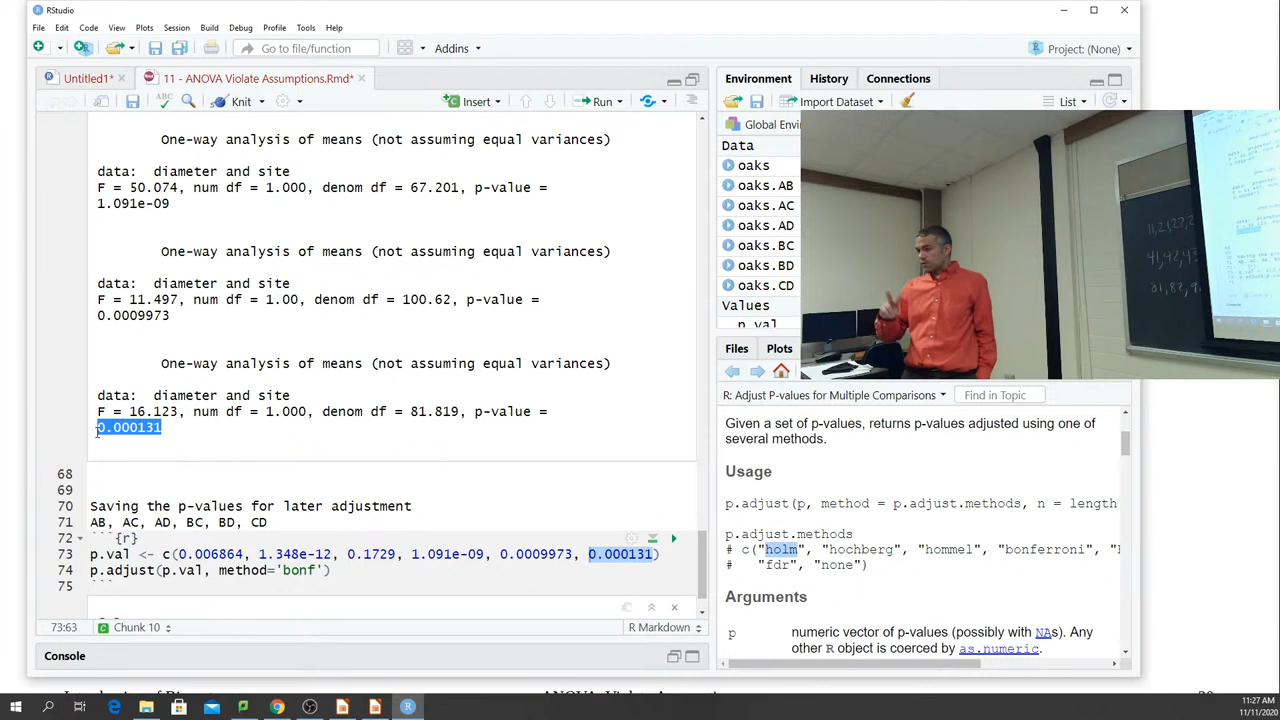 RStudio
File Edit Code View Plots Session Build Debug Profile Tools Help
Go to file/function Addins Project: (None)
Untitled1* 11 - ANOVA Violate Assumptions.Rmd*
Knit Insert Run
One-way analysis of means (not assuming equal variances)
data: diameter and site
F = 50.074, num df = 1.000, denom df = 67.201, p-value =
1.091e-09
One-way analysis of means (not assuming equal variances)
data: diameter and site
F = 11.497, num df = 1.00, denom df = 100.62, p-value =
0.0009973
One-way analysis of means (not assuming equal variances)
data: diameter and site
F = 16.123, num df = 1.000, denom df = 81.819, p-value =
0.000131
68
69
70 Saving the p-values for later adjustment
71 AB, AC, AD, BC, BD, CD
72 ```{r}
73 p.val <- c(0.006864, 1.348e-12, 0.1729, 1.091e-09, 0.0009973, 0.000131)
74 p.adjust(p.val, method='bonf')
75 ```
73:63 Chunk 10 R Markdown
Console
Environment History Connections
Import Dataset List
Global Envi
Data
oaks
oaks.AB
oaks.AC
oaks.AD
oaks.BC
oaks.BD
oaks.CD
Values
p.val
Files Plots
R: Adjust P-values for Multiple Comparisons Find in Topic
Given a set of p-values, returns p-values adjusted using one of
several methods.
Usage
p.adjust(p, method = p.adjust.methods, n = length
p.adjust.methods
# c("holm", "hochberg", "hommel", "bonferroni", "
# "fdr", "none")
Arguments
p numeric vector of p-values (possibly with NAs). Any
other R object is coerced by as.numeric.
11:27 AM
11/11/2020